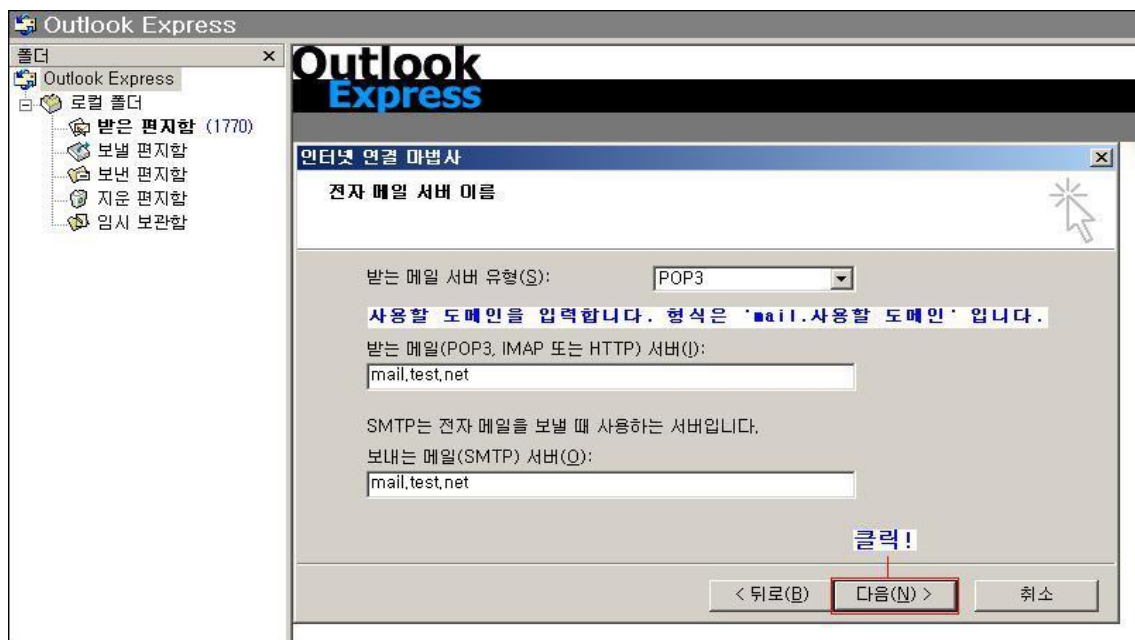 Outlook Express
폴더
Outlook Express
로컬 폴더
받은 편지함 (1770)
보낼 편지함
보낸 편지함
지운 편지함
임시 보관함
Outlook
Express
인터넷 연결 마법사
전자 메일 서버 이름
받는 메일 서버 유형(S):
POP3
사용할 도메인을 입력합니다. 형식은 'mail.사용할 도메인' 입니다.
받는 메일(POP3, IMAP 또는 HTTP) 서버(I):
mail.test.net
SMTP는 전자 메일을 보낼 때 사용하는 서버입니다.
보내는 메일(SMTP) 서버(O):
mail.test.net
클릭!
< 뒤로(B)
다음(N) >
취소